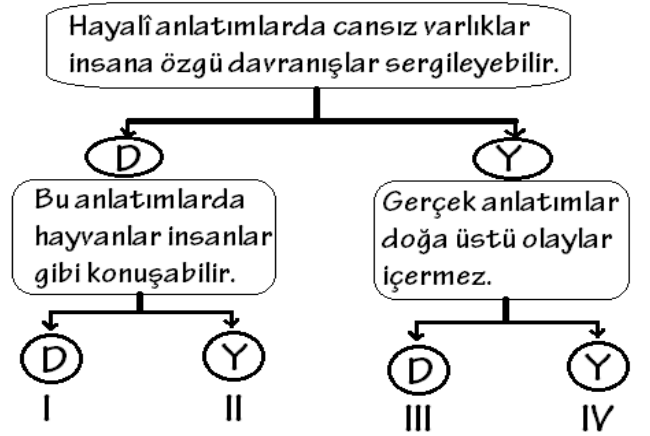 Hayalî anlatımlarda cansız varlıklar
insana özgü davranışlar sergileyebilir.
D
Y
Bu anlatımlarda
hayvanlar insanlar
gibi konuşabilir.
Gerçek anlatımlar
doğa üstü olaylar
içermez.
D
Y
D
Y
I
II
III
IV